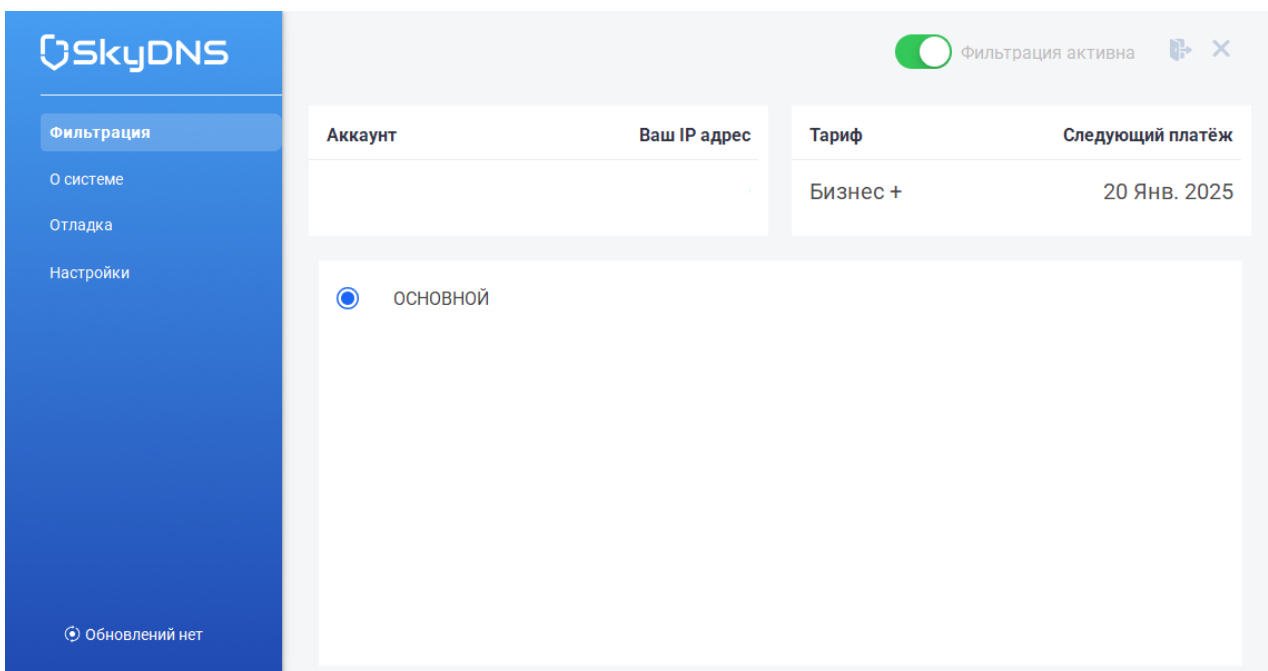 SkyDNS
Фильтрация активна
Фильтрация
О системе
Отладка
Настройки
Аккаунт Ваш IP адрес
Тариф Следующий платёж
Бизнес + 20 Янв. 2025
ОСНОВНОЙ
Обновлений нет